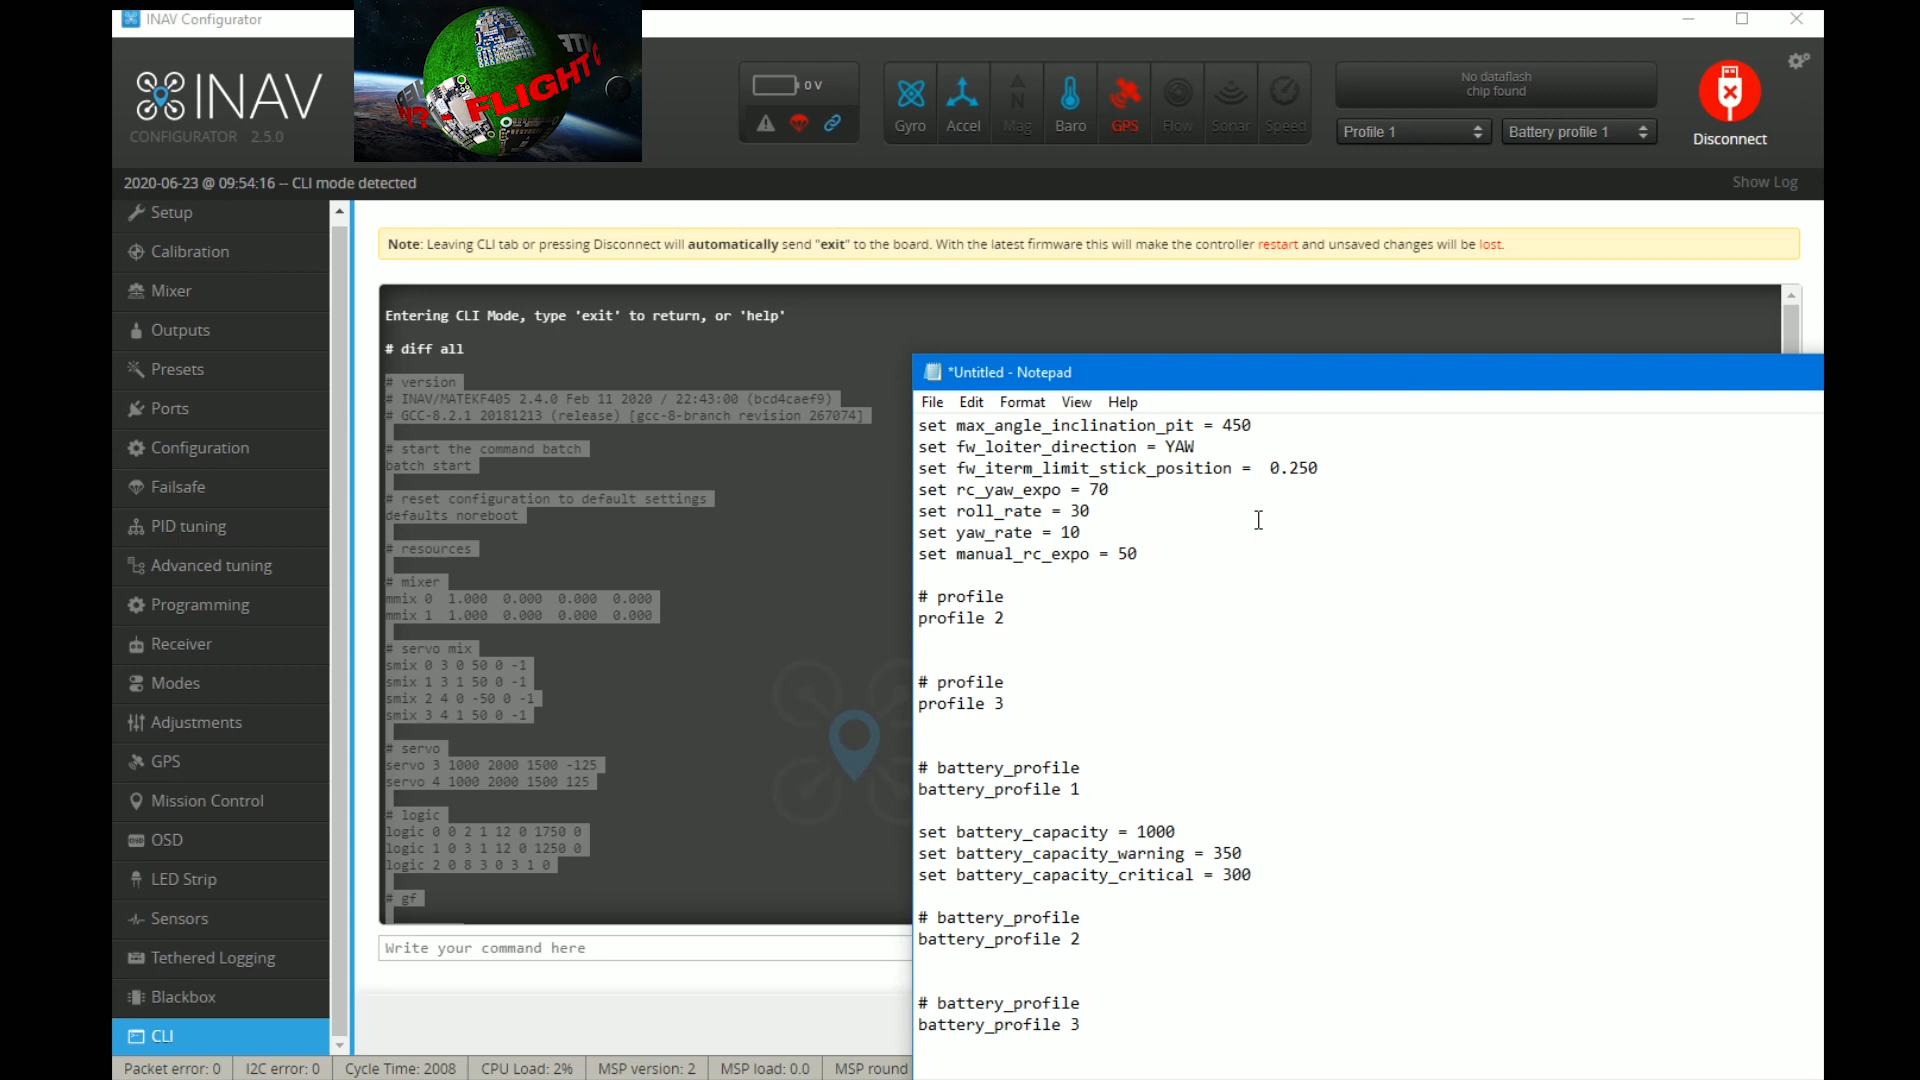 INAV Configurator
INAV
CONFIGURATOR 2.5.0
FLIGHT
0 V
Gyro
Accel
Mag
Baro
GPS
Flow
Sonar
Speed
No dataflash
chip found
Profile 1
Battery profile 1
Disconnect
2020-06-23 @ 09:54:16 -- CLI mode detected
Show Log
Setup
Calibration
Mixer
Outputs
Presets
Ports
Configuration
Failsafe
PID tuning
Advanced tuning
Programming
Receiver
Modes
Adjustments
GPS
Mission Control
OSD
LED Strip
Sensors
Tethered Logging
Blackbox
CLI
Note: Leaving CLI tab or pressing Disconnect will automatically send "exit" to the board. With the latest firmware this will make the controller restart and unsaved changes will be lost.
Entering CLI Mode, type 'exit' to return, or 'help'
# diff all
# version
# INAV/MATEKF405 2.4.0 Feb 11 2020 / 22:43:00 (bcd4caef9)
# GCC-8.2.1 20181213 (release) [gcc-8-branch revision 267074]
# start the command batch
batch start
# reset configuration to default settings
defaults noreboot
# resources
# mixer
mmix 0  1.000  0.000  0.000  0.000
mmix 1  1.000  0.000  0.000  0.000
# servo mix
smix 0 3 0 50 0 -1
smix 1 3 1 50 0 -1
smix 2 4 0 -50 0 -1
smix 3 4 1 50 0 -1
# servo
servo 3 1000 2000 1500 -125
servo 4 1000 2000 1500 125
# logic
logic 0 0 2 1 12 0 1750 0
logic 1 0 3 1 12 0 1250 0
logic 2 0 8 3 0 3 1 0
# gf
Write your command here
*Untitled - Notepad
File Edit Format View Help
set max_angle_inclination_pit = 450
set fw_loiter_direction = YAW
set fw_iterm_limit_stick_position =  0.250
set rc_yaw_expo = 70
set roll_rate = 30
set yaw_rate = 10
set manual_rc_expo = 50
# profile
profile 2
# profile
profile 3
# battery_profile
battery_profile 1
set battery_capacity = 1000
set battery_capacity_warning = 350
set battery_capacity_critical = 300
# battery_profile
battery_profile 2
# battery_profile
battery_profile 3
Packet error: 0
I2C error: 0
Cycle Time: 2008
CPU Load: 2%
MSP version: 2
MSP load: 0.0
MSP round